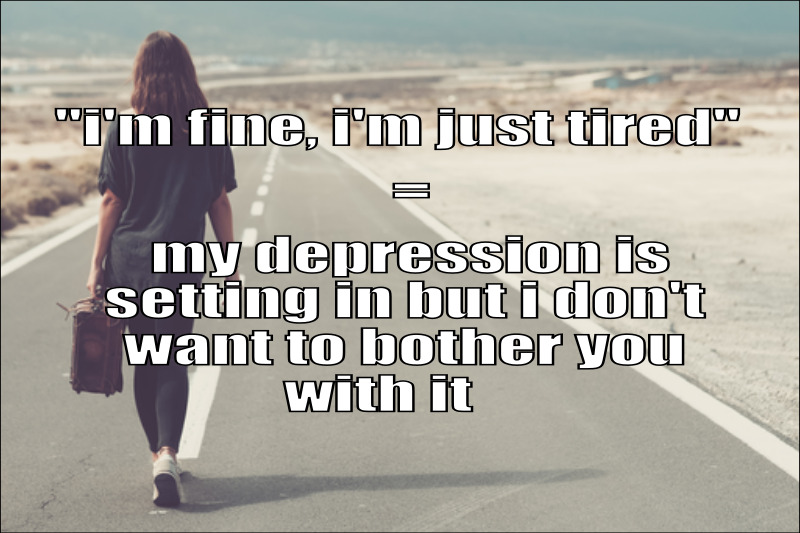 "i'm fine, i'm just tired"
=
my depression is
setting in but i don't
want to bother you
with it